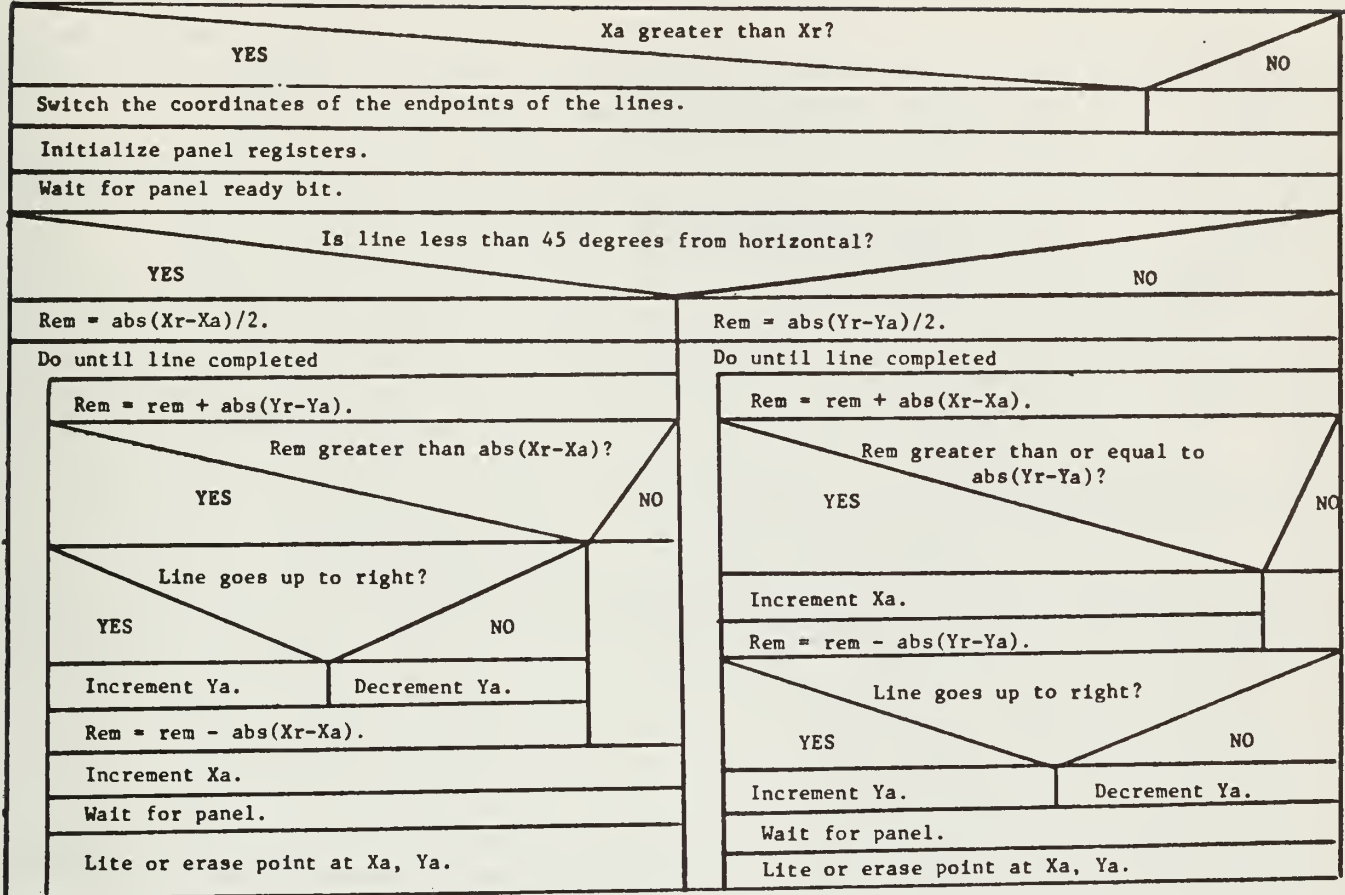 Xa greater than Xr?
YES
NO
Switch the coordinates of the endpoints of the lines.
Initialize panel registers.
Wait for panel ready bit.
Is line less than 45 degrees from horizontal?
YES
NO
Rem = abs(Xr-Xa)/2.
Do until line completed
Rem = rem + abs(Yr-Ya).
Rem greater than abs(Xr-Xa)?
YES
NO
Line goes up to right?
YES
NO
Increment Ya.
Decrement Ya.
Rem = rem - abs(Xr-Xa).
Increment Xa.
Wait for panel.
Lite or erase point at Xa, Ya.
Rem = abs(Yr-Ya)/2.
Do until line completed
Rem = rem + abs(Xr-Xa).
Rem greater than or equal to
abs(Yr-Ya)?
YES
NO
Increment Xa.
Rem = rem - abs(Yr-Ya).
Line goes up to right?
YES
NO
Increment Ya.
Decrement Ya.
Wait for panel.
Lite or erase point at Xa, Ya.